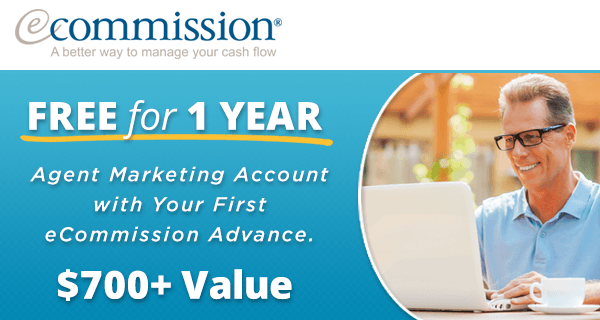 ecommission®
A better way to manage your cash flow
FREE for 1 YEAR
Agent Marketing Account
with Your First
eCommission Advance.
$700+ Value